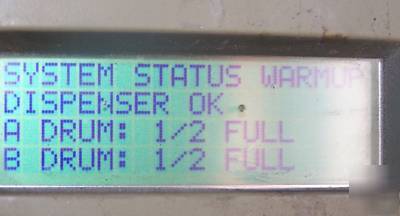 SYSTEM STATUS WARMUP
DISPENSER OK
A DRUM: 1/2 FULL
B DRUM: 1/2 FULL